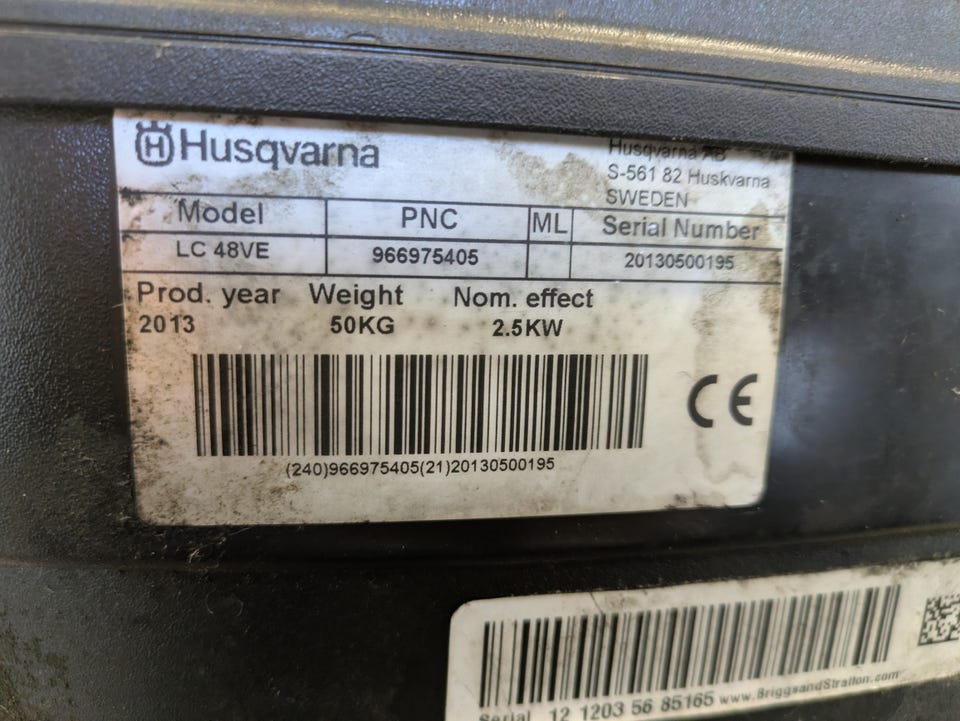 Husqvarna
Husqvarna AB
S-561 82 Huskvarna
SWEDEN
Model PNC ML Serial Number
LC 48VE 966975405 20130500195
Prod. year Weight Nom. effect
2013 50KG 2.5KW
CE
(240)966975405(21)20130500195
Serial 12 1203 56 85165 www.BriggsandStratton.com